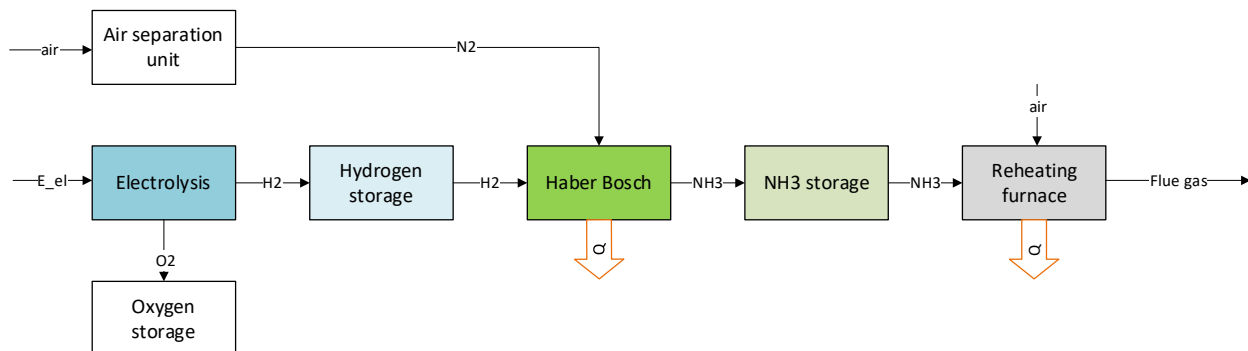 Air separation
unit
air
N2
air
E_el
Electrolysis
H2
Hydrogen
storage
H2
Haber Bosch
NH3
NH3 storage
NH3
Reheating
furnace
Flue gas
Q
Q
O2
Oxygen
storage